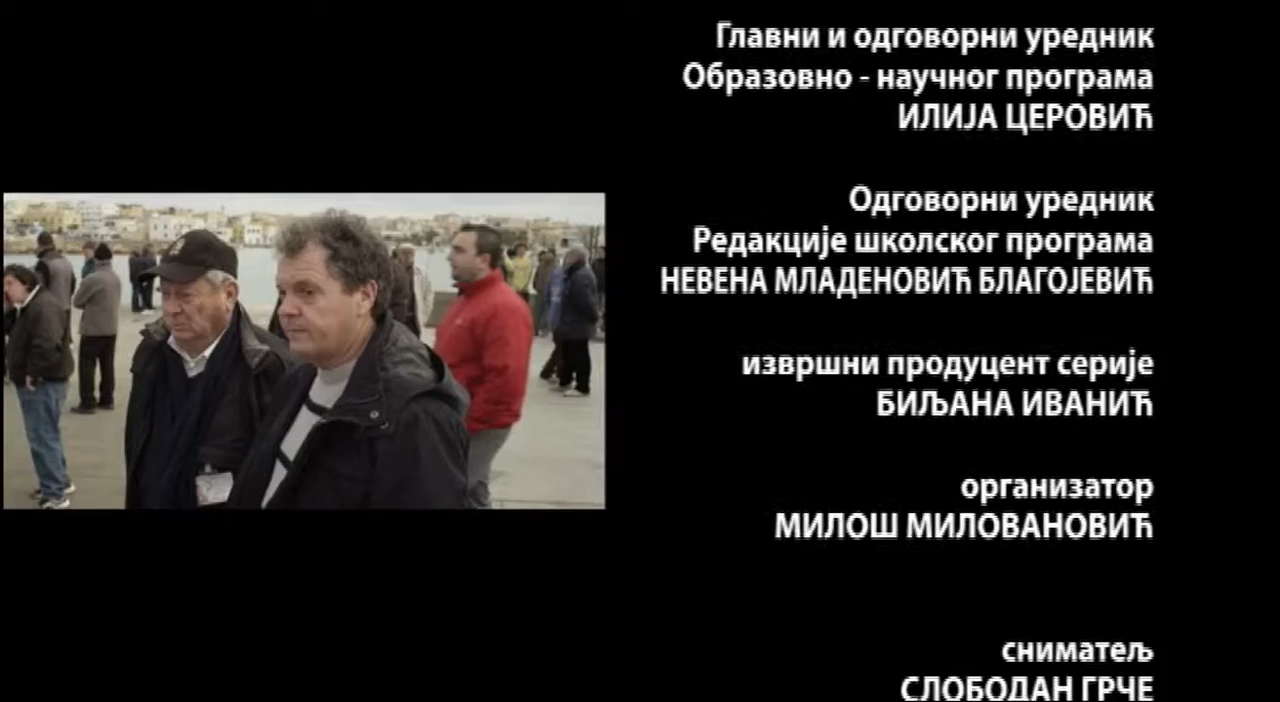 Главни и одговорни уредник
Образовно - научног програма
ИЛИЈА ЦЕРОВИЋ
Одговорни уредник
Редакције школског програма
НЕВЕНА МЛАДЕНОВИЋ БЛАГОЈЕВИЋ
извршни продуцент серије
БИЉАНА ИВАНИЋ
организатор
МИЛОШ МИЛОВАНОВИЋ
сниматељ
СЛОБОДАН ГРЧЕ